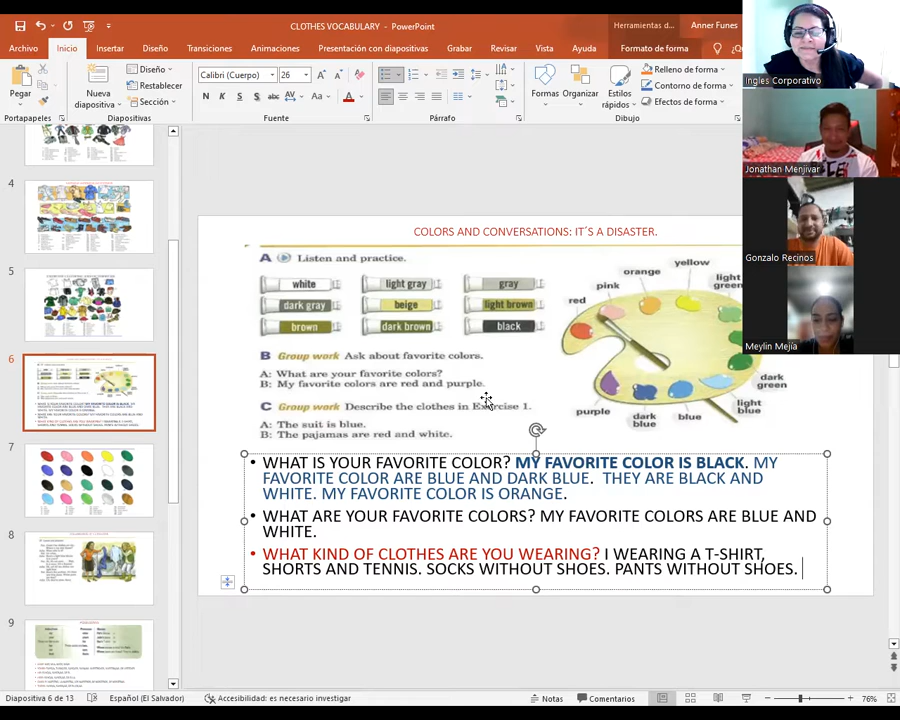 CLOTHES VOCABULARY - PowerPoint
Herramientas d...
Anner Funes
Archivo
Inicio
Insertar
Diseño
Transiciones
Animaciones
Presentación con diapositivas
Grabar
Revisar
Vista
Ayuda
Formato de forma
Pegar
Nueva
diapositiva
Diseño
Restablecer
Sección
Calibri (Cuerpo)
26
N K S S abc AV Aa A
Formas
Organizar
Estilos
rápidos
Relleno de forma
Contorno de forma
Efectos de forma
Portapapeles
Diapositivas
Fuente
Párrafo
Dibujo
Ingles Corporativo
Jonathan Menjivar
Gonzalo Recinos
Meylin Mejía
4
5
6
7
8
9
COLORS AND CONVERSATIONS: IT´S A DISASTER.
A Listen and practice.
white
light gray
gray
dark gray
beige
light brown
brown
dark brown
black
red
pink
orange
yellow
light
green
dark
green
light
blue
blue
dark
blue
purple
B Group work Ask about favorite colors.
A: What are your favorite colors?
B: My favorite colors are red and purple.
C Group work Describe the clothes in Exercise 1.
A: The suit is blue.
B: The pajamas are red and white.
• WHAT IS YOUR FAVORITE COLOR? MY FAVORITE COLOR IS BLACK. MY
FAVORITE COLOR ARE BLUE AND DARK BLUE. THEY ARE BLACK AND
WHITE. MY FAVORITE COLOR IS ORANGE.
• WHAT ARE YOUR FAVORITE COLORS? MY FAVORITE COLORS ARE BLUE AND
WHITE.
• WHAT KIND OF CLOTHES ARE YOU WEARING? I WEARING A T-SHIRT,
SHORTS AND TENNIS. SOCKS WITHOUT SHOES. PANTS WITHOUT SHOES.
Diapositiva 6 de 13
Español (El Salvador)
Accesibilidad: es necesario investigar
Notas
Comentarios
76%